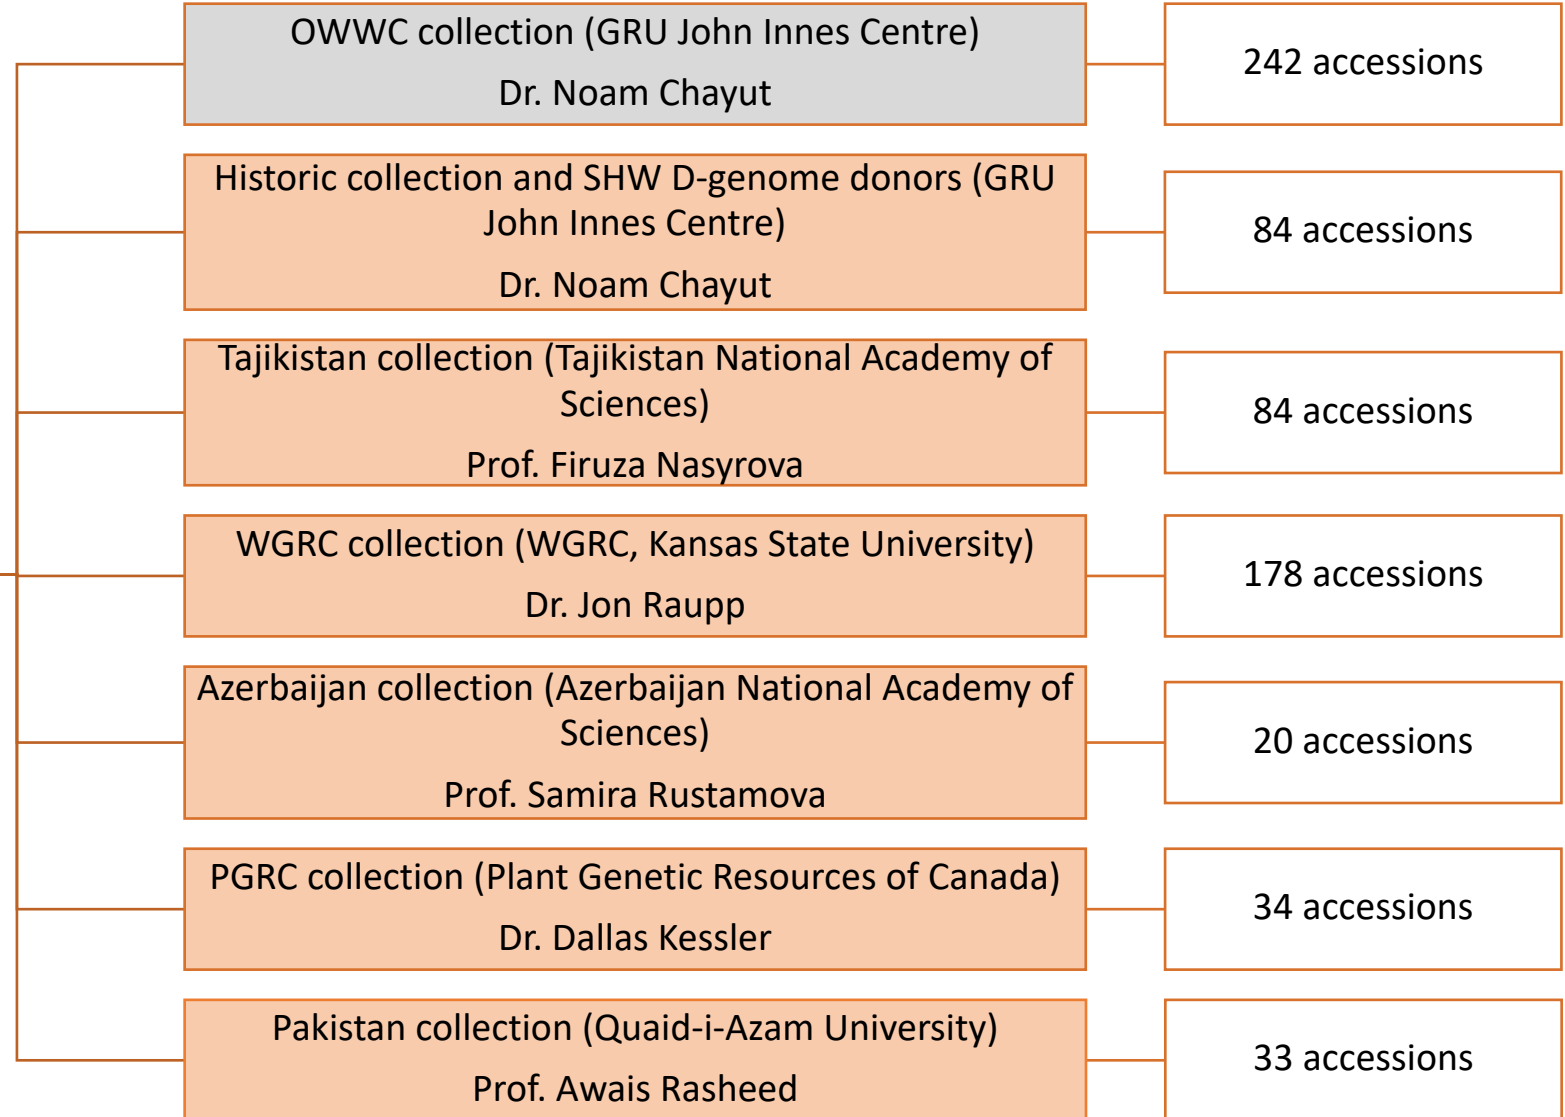 OWWC collection (GRU John Innes Centre)
Dr. Noam Chayut
242 accessions
Historic collection and SHW D-genome donors (GRU
John Innes Centre)
Dr. Noam Chayut
84 accessions
Tajikistan collection (Tajikistan National Academy of
Sciences)
Prof. Firuza Nasyrova
84 accessions
WGRC collection (WGRC, Kansas State University)
Dr. Jon Raupp
178 accessions
Azerbaijan collection (Azerbaijan National Academy of
Sciences)
Prof. Samira Rustamova
20 accessions
PGRC collection (Plant Genetic Resources of Canada)
Dr. Dallas Kessler
34 accessions
Pakistan collection (Quaid-i-Azam University)
Prof. Awais Rasheed
33 accessions